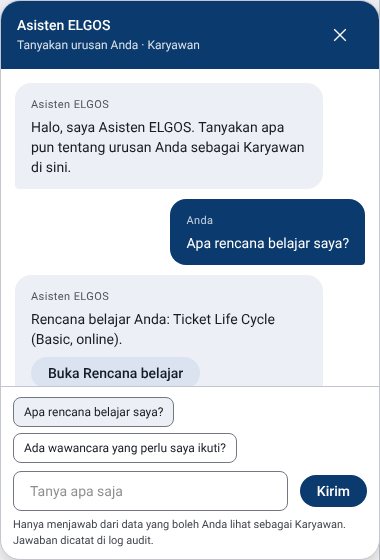 Asisten ELGOS
Tanyakan urusan Anda · Karyawan
Asisten ELGOS
Halo, saya Asisten ELGOS. Tanyakan apa
pun tentang urusan Anda sebagai Karyawan
di sini.
Anda
Apa rencana belajar saya?
Asisten ELGOS
Rencana belajar Anda: Ticket Life Cycle
(Basic, online).
Buka Rencana belajar
Apa rencana belajar saya?
Ada wawancara yang perlu saya ikuti?
Tanya apa saja
Kirim
Hanya menjawab dari data yang boleh Anda lihat sebagai Karyawan.
Jawaban dicatat di log audit.